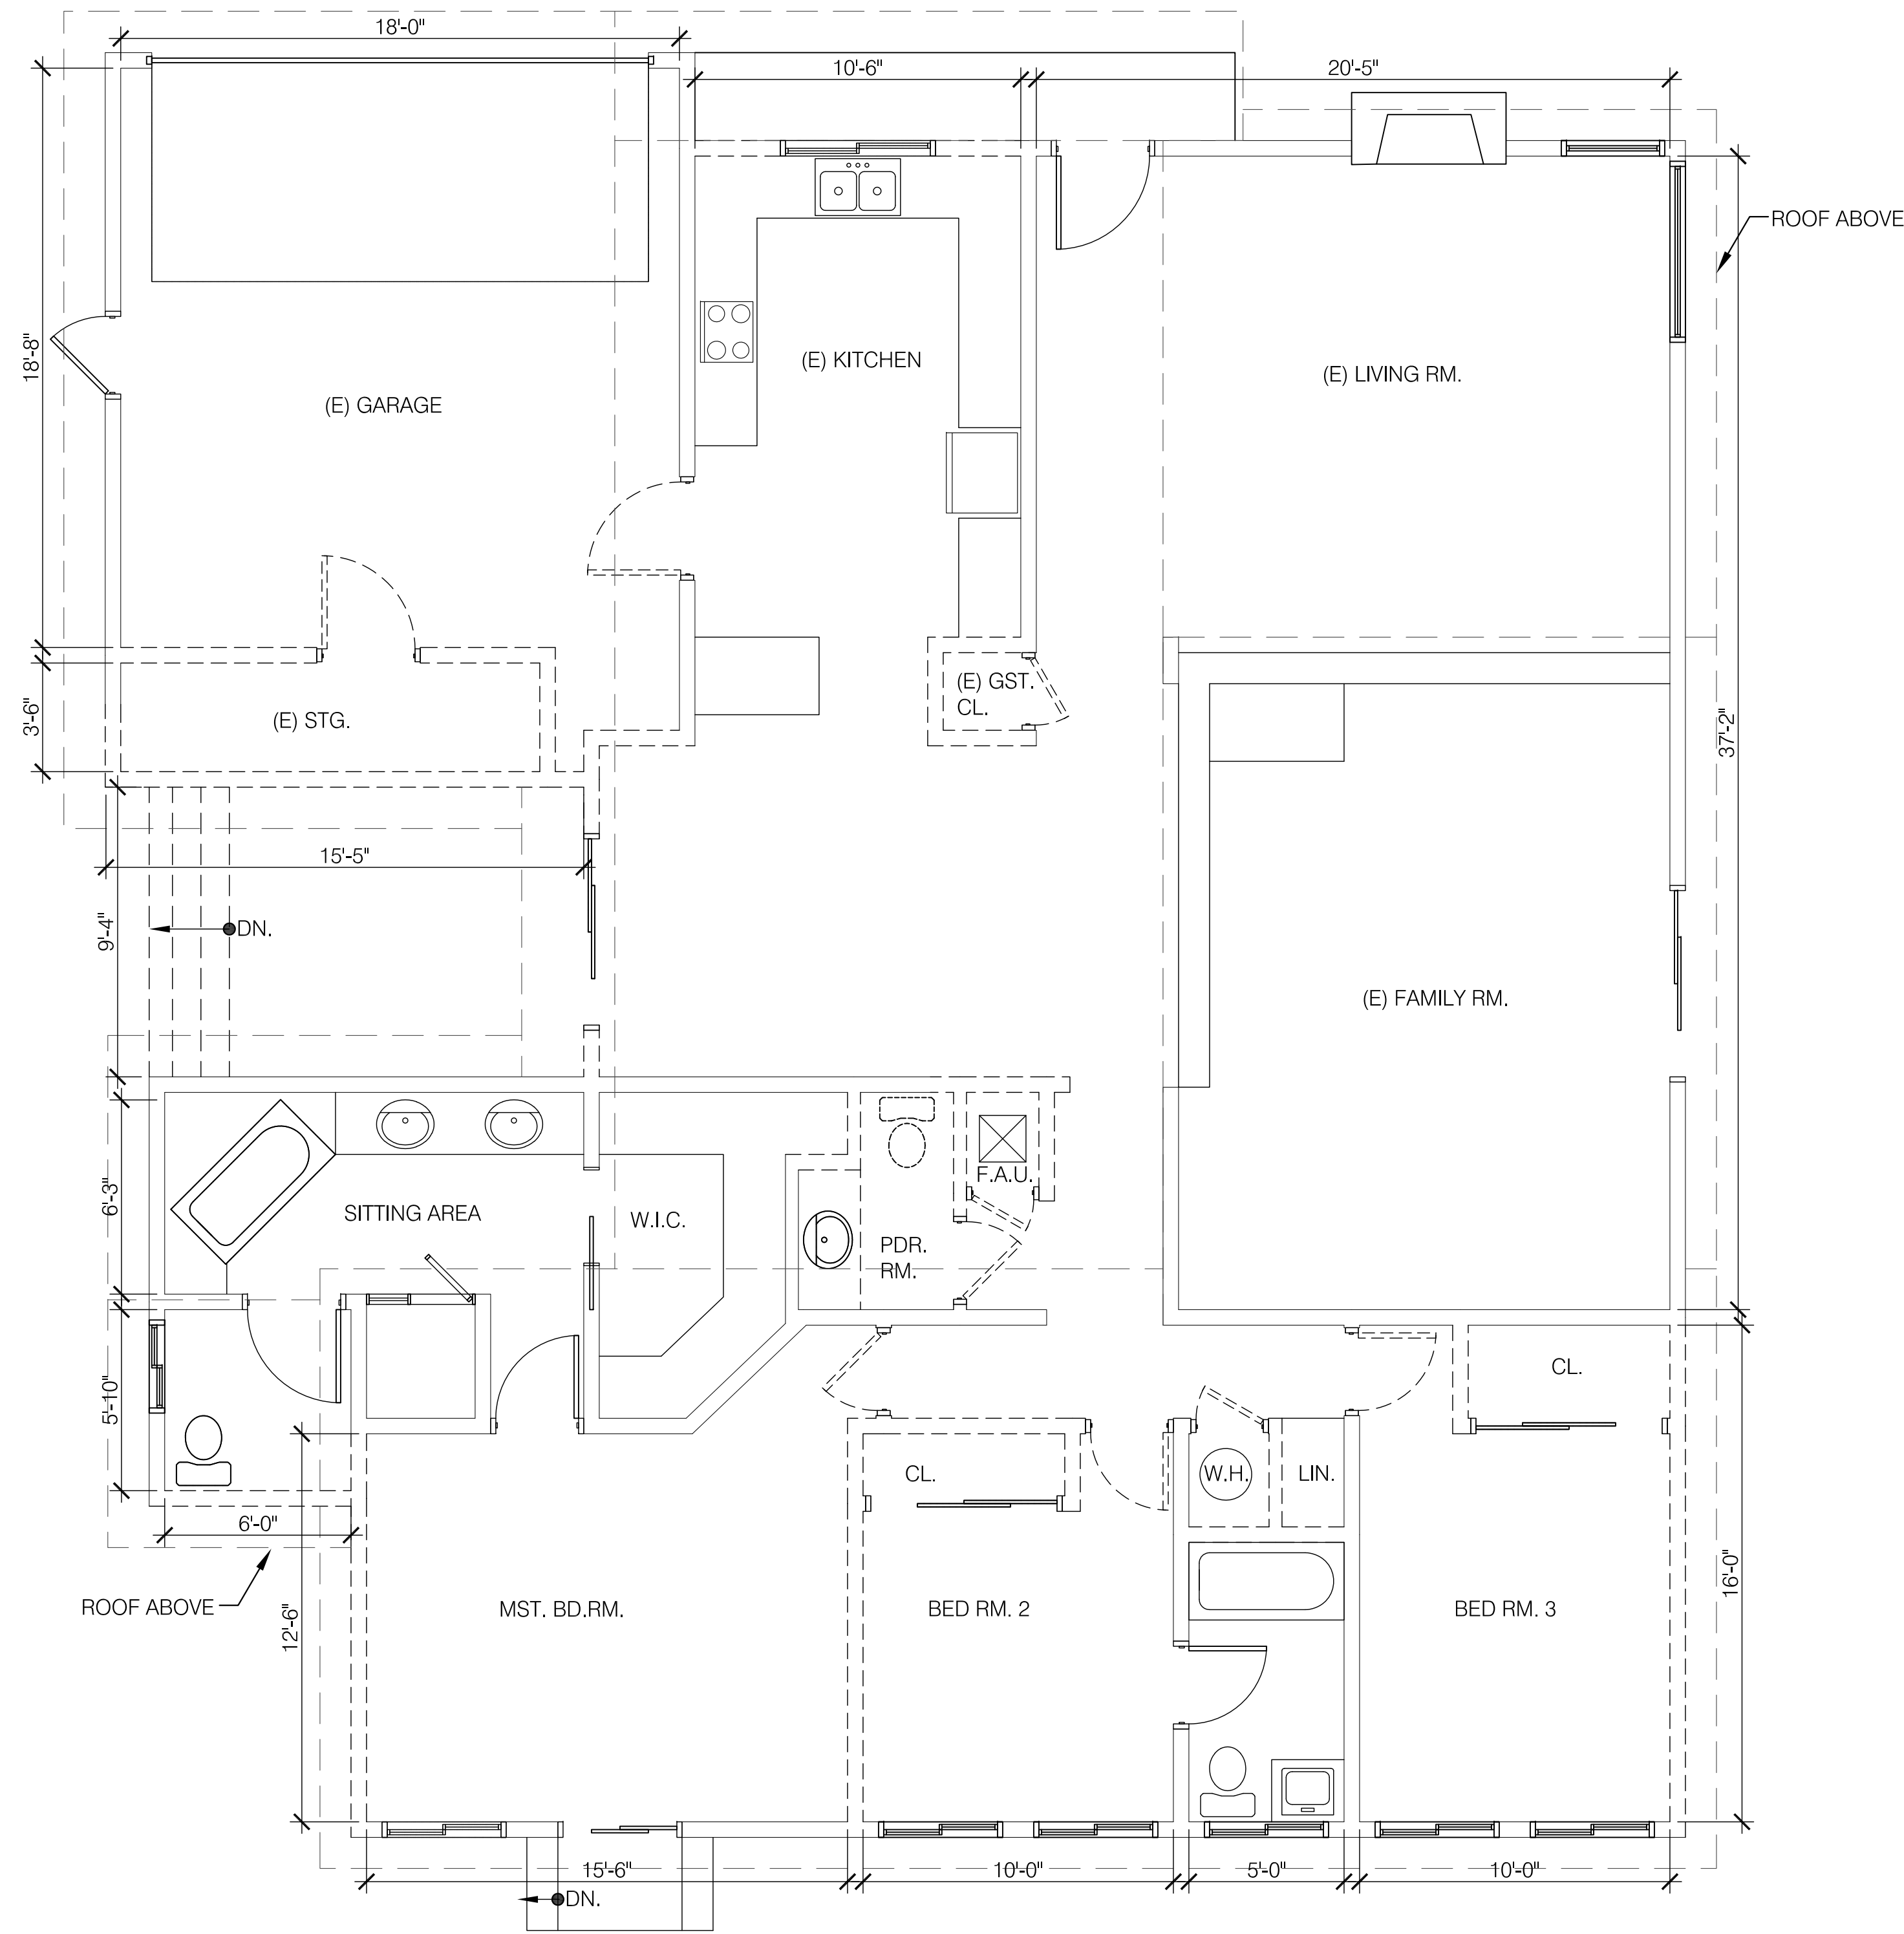 18'-0"
10'-6"
20'-5"
ROOF ABOVE
18'-8"
(E) KITCHEN
(E) LIVING RM.
(E) GARAGE
(E) GST.
CL.
3'-6"
(E) STG.
37'-2"
15'-5"
9'-4"
DN.
(E) FAMILY RM.
F.A.U.
6'-3"
SITTING AREA
W.I.C.
PDR.
RM.
CL.
5'-10"
CL.
W.H.
LIN.
6'-0"
16'-0"
ROOF ABOVE
12'-6"
MST. BD.RM.
BED RM. 2
BED RM. 3
15'-6"
10'-0"
5'-0"
10'-0"
DN.